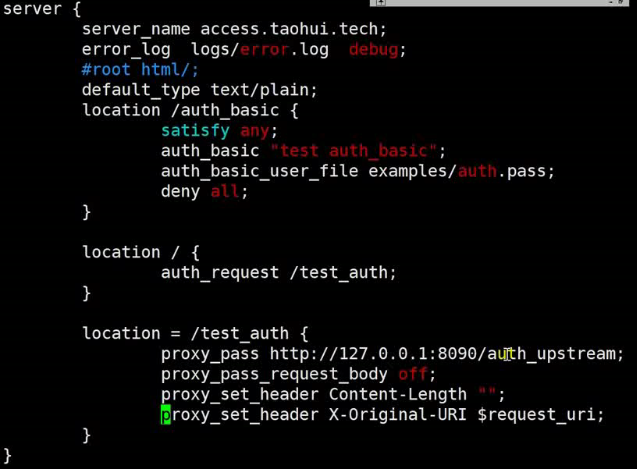 server {
        server_name access.taohui.tech;
        error_log  logs/error.log  debug;
        #root html/;
        default_type text/plain;
        location /auth_basic {
                satisfy any;
                auth_basic "test auth_basic";
                auth_basic_user_file examples/auth.pass;
                deny all;
        }

        location / {
                auth_request /test_auth;
        }

        location = /test_auth {
                proxy_pass http://127.0.0.1:8090/auth_upstream;
                proxy_pass_request_body off;
                proxy_set_header Content-Length "";
                proxy_set_header X-Original-URI $request_uri;
        }
}